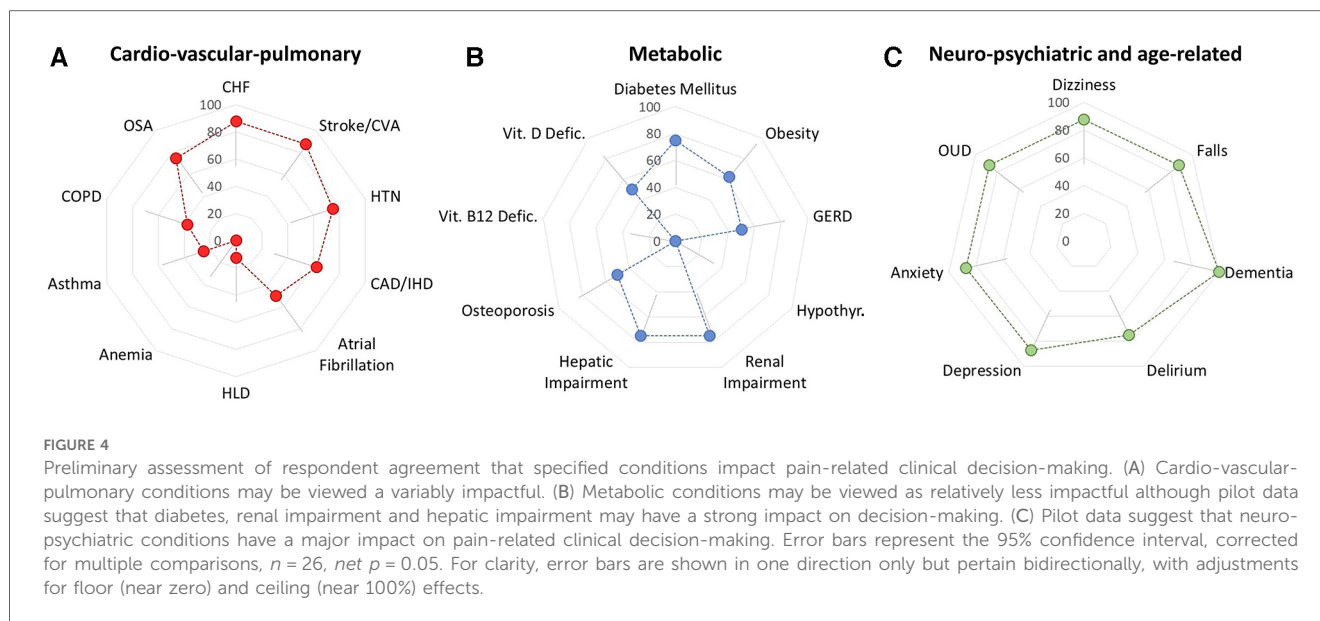 A
Cardio-vascular-pulmonary
CHF
100
80
60
40
20
0
Stroke/CVA
HTN
CAD/IHD
Atrial
Fibrillation
HLD
Anemia
Asthma
COPD
OSA
B
Metabolic
Diabetes Mellitus
100
80
60
40
20
0
Obesity
GERD
Hypothyr.
Renal
Impairment
Hepatic
Impairment
Osteoporosis
Vit. B12 Defic.
Vit. D Defic.
C
Neuro-psychiatric and age-related
Dizziness
100
80
60
40
20
0
Falls
Dementia
Delirium
Depression
Anxiety
OUD
FIGURE 4
Preliminary assessment of respondent agreement that specified conditions impact pain-related clinical decision-making. (A) Cardio-vascular-
pulmonary conditions may be viewed a variably impactful. (B) Metabolic conditions may be viewed as relatively less impactful although pilot data
suggest that diabetes, renal impairment and hepatic impairment may have a strong impact on decision-making. (C) Pilot data suggest that neuro-
psychiatric conditions have a major impact on pain-related clinical decision-making. Error bars represent the 95% confidence interval, corrected
for multiple comparisons, n = 26, net p = 0.05. For clarity, error bars are shown in one direction only but pertain bidirectionally, with adjustments
for floor (near zero) and ceiling (near 100%) effects.